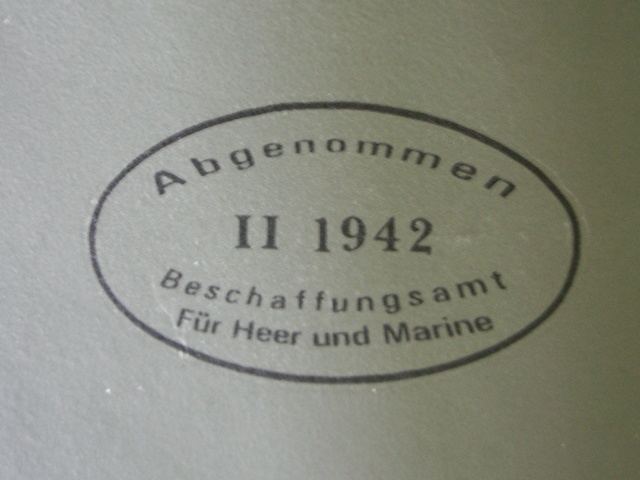 Abgenommen
II 1942
Beschaffungsamt
Für Heer und Marine